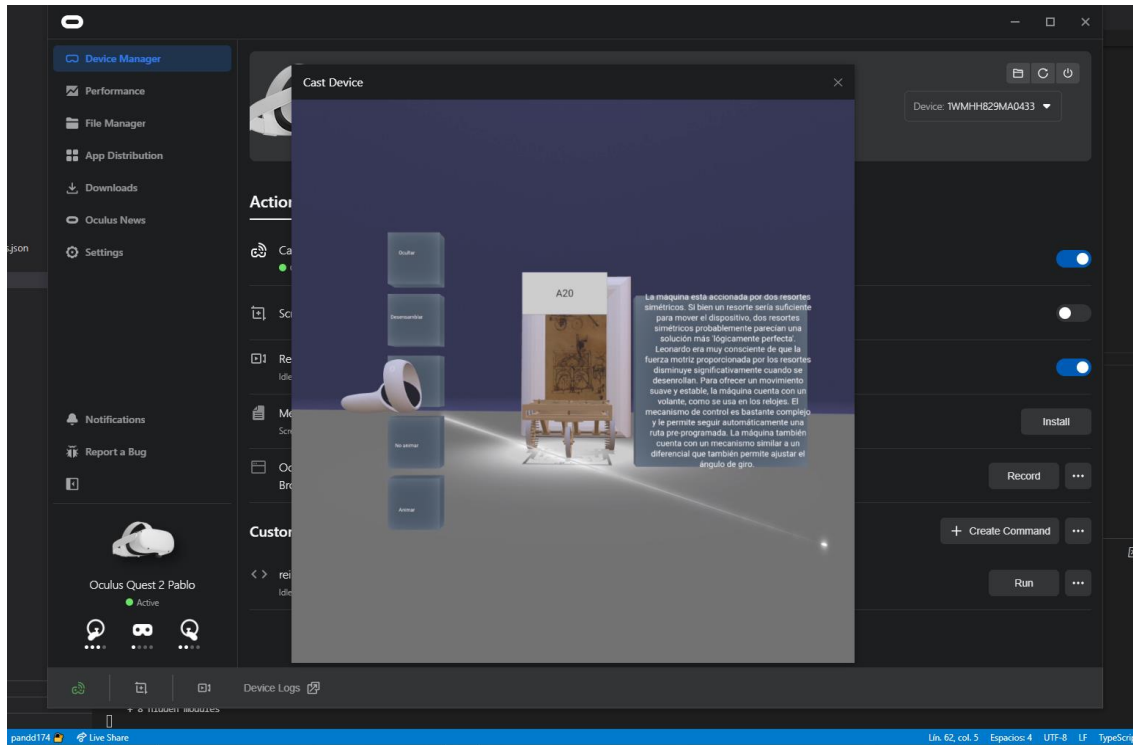 Device Manager
Performance
File Manager
App Distribution
Downloads
Oculus News
Settings
Notifications
Report a Bug
Oculus Quest 2 Pablo
Active
Cast Device
Device: 1WMHH829MA0433
Action
Ca
Sc
Re
Idle
Me
Scre
Install
Oc
Bro
Record
Custon
Create Command
rei
Idle
Run
Ocultar
Desensamblar
No animar
Animar
A20
La máquina está accionada por dos resortes
simétricos. Si bien un resorte sería suficiente
para mover el dispositivo, dos resortes
simétricos probablemente parecían una
solución más 'lógicamente perfecta'.
Leonardo era muy consciente de que la
fuerza motriz proporcionada por los resortes
disminuye significativamente cuando se
desenrollan. Para ofrecer un movimiento
suave y estable, la máquina cuenta con un
volante, como se usa en los relojes. El
mecanismo de control es bastante complejo
y le permite seguir automáticamente una
ruta pre-programada. La máquina también
cuenta con un mecanismo similar a un
diferencial que también permite ajustar el
ángulo de giro.
Device Logs
s.json
+ 8 hidden modules
pandd174
Live Share
Lín. 62, col. 5 Espacios: 4 UTF-8 LF TypeScrip